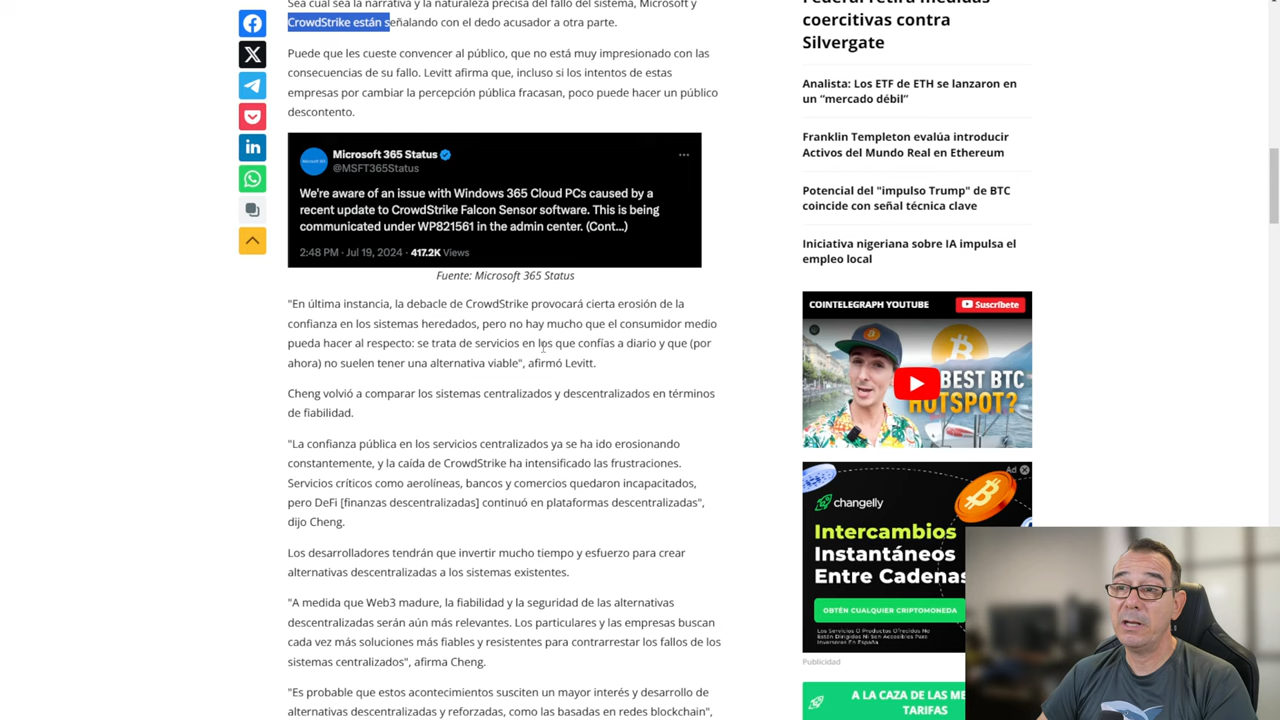 Sea cual sea la narrativa y la naturaleza precisa del fallo del sistema, Microsoft y
CrowdStrike están señalando con el dedo acusador a otra parte.
Puede que les cueste convencer al público, que no está muy impresionado con las
consecuencias de su fallo. Levitt afirma que, incluso si los intentos de estas
empresas por cambiar la percepción pública fracasan, poco puede hacer un público
descontento.
Microsoft 365 Status
@MSFT365Status
We're aware of an issue with Windows 365 Cloud PCs caused by a
recent update to CrowdStrike Falcon Sensor software. This is being
communicated under WP821561 in the admin center. (Cont...)
2:48 PM · Jul 19, 2024 · 417.2K Views
Fuente: Microsoft 365 Status
"En última instancia, la debacle de CrowdStrike provocará cierta erosión de la
confianza en los sistemas heredados, pero no hay mucho que el consumidor medio
pueda hacer al respecto: se trata de servicios en los que confías a diario y que (por
ahora) no suelen tener una alternativa viable", afirmó Levitt.
Cheng volvió a comparar los sistemas centralizados y descentralizados en términos
de fiabilidad.
"La confianza pública en los servicios centralizados ya se ha ido erosionando
constantemente, y la caída de CrowdStrike ha intensificado las frustraciones.
Servicios críticos como aerolíneas, bancos y comercios quedaron incapacitados,
pero DeFi [finanzas descentralizadas] continuó en plataformas descentralizadas",
dijo Cheng.
Los desarrolladores tendrán que invertir mucho tiempo y esfuerzo para crear
alternativas descentralizadas a los sistemas existentes.
"A medida que Web3 madure, la fiabilidad y la seguridad de las alternativas
descentralizadas serán aún más relevantes. Los particulares y las empresas buscan
cada vez más soluciones más fiables y resistentes para contrarrestar los fallos de los
sistemas centralizados", afirma Cheng.
"Es probable que estos acontecimientos susciten un mayor interés y desarrollo de
alternativas descentralizadas y reforzadas, como las basadas en redes blockchain",
Federal retira medidas
coercitivas contra
Silvergate
Analista: Los ETF de ETH se lanzaron en
un "mercado débil"
Franklin Templeton evalúa introducir
Activos del Mundo Real en Ethereum
Potencial del "impulso Trump" de BTC
coincide con señal técnica clave
Iniciativa nigeriana sobre IA impulsa el
empleo local
COINTELEGRAPH YOUTUBE
Suscríbete
BEST BTC
HOTSPOT?
Ad
changelly
Intercambios
Instantáneos
Entre Cadenas
OBTÉN CUALQUIER CRIPTOMONEDA
Los Servicios O Productos Ofrecidos No
Están Dirigidos Ni Son Accesibles Para
Inversores En España
Publicidad
A LA CAZA DE LAS ME
TARIFAS